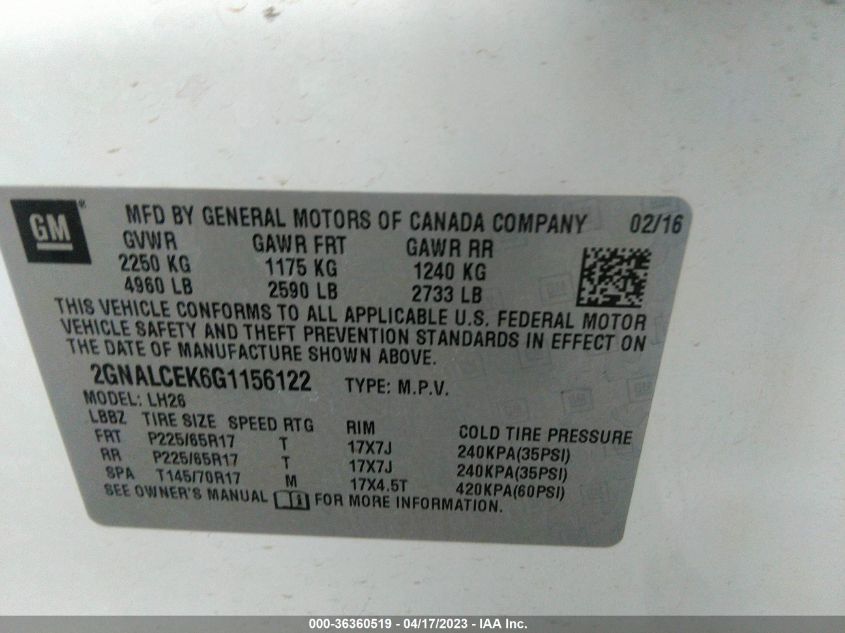 GM® MFD BY GENERAL MOTORS OF CANADA COMPANY 02/16
GVWR GAWR FRT GAWR RR
2250 KG 1175 KG 1240 KG
4960 LB 2590 LB 2733 LB
THIS VEHICLE CONFORMS TO ALL APPLICABLE U.S. FEDERAL MOTOR
VEHICLE SAFETY AND THEFT PREVENTION STANDARDS IN EFFECT ON
THE DATE OF MANUFACTURE SHOWN ABOVE.
2GNALCEK6G1156122 TYPE: M.P.V.
MODEL: LH26
LBBZ TIRE SIZE SPEED RTG RIM COLD TIRE PRESSURE
FRT P225/65R17 T 17X7J 240KPA(35PSI)
RR P225/65R17 T 17X7J 240KPA(35PSI)
SPA T145/70R17 M 17X4.5T 420KPA(60PSI)
SEE OWNER'S MANUAL FOR MORE INFORMATION.
000-36360519 - 04/17/2023 - IAA Inc.